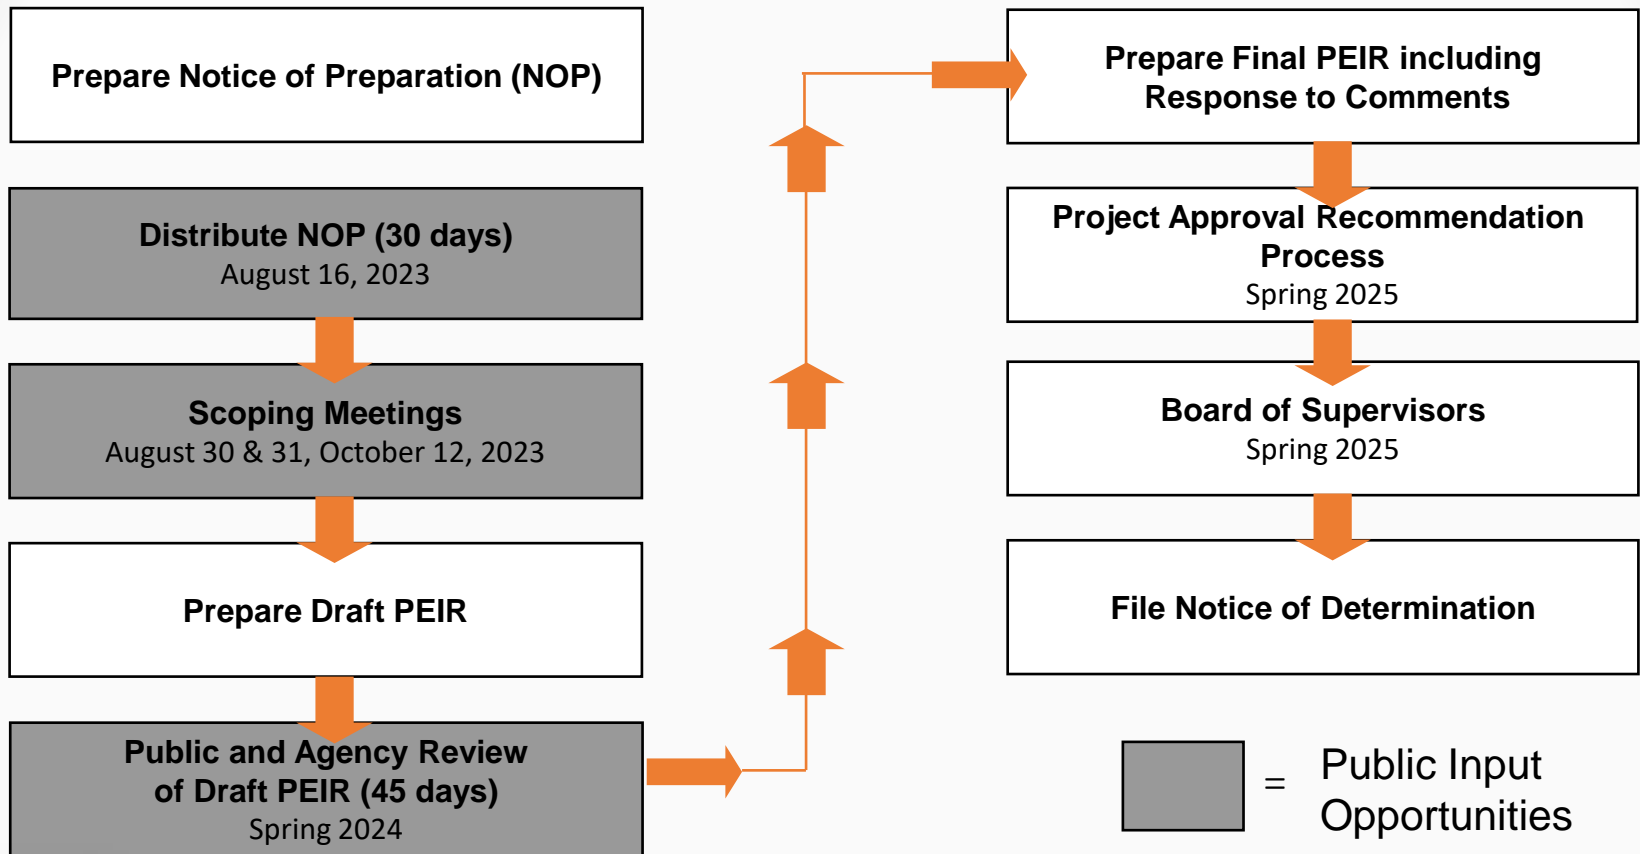 Prepare Notice of Preparation (NOP)
Distribute NOP (30 days)
August 16, 2023
Scoping Meetings
August 30 & 31, October 12, 2023
Prepare Draft PEIR
Public and Agency Review
of Draft PEIR (45 days)
Spring 2024
Prepare Final PEIR including
Response to Comments
Project Approval Recommendation
Process
Spring 2025
Board of Supervisors
Spring 2025
File Notice of Determination
= Public Input
Opportunities